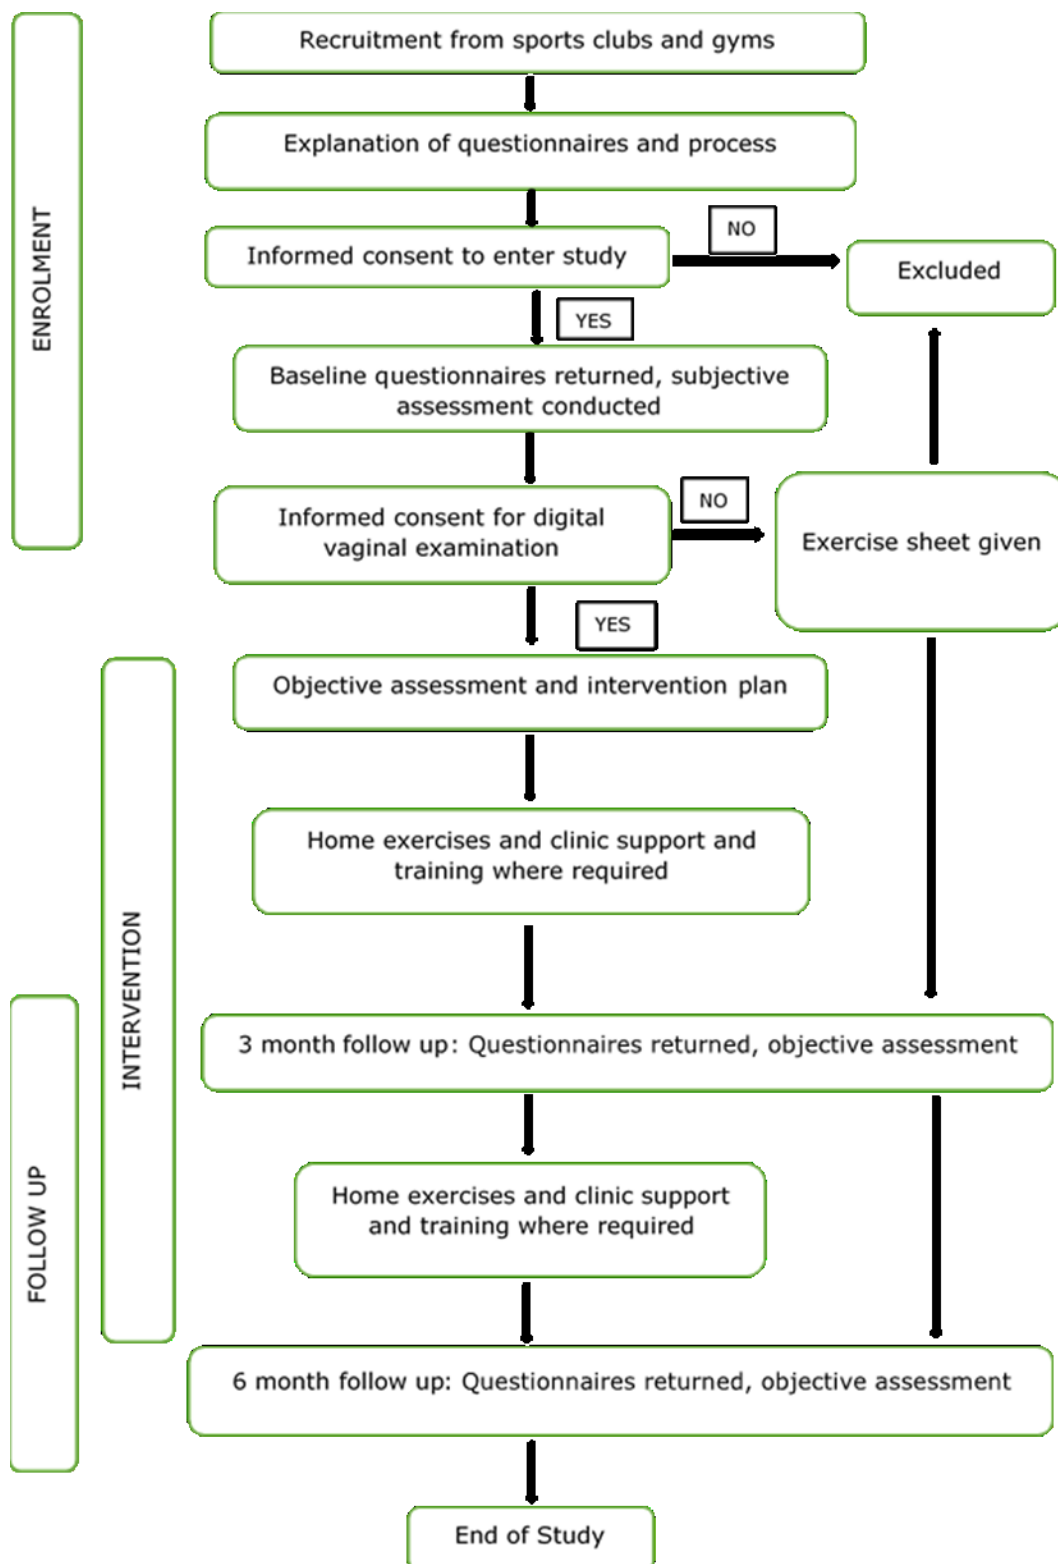 Recruitment from sports clubs and gyms
Explanation of questionnaires and process
ENROLMENT
Informed consent to enter study
NO
Excluded
YES
Baseline questionnaires returned, subjective
assessment conducted
Informed consent for digital
vaginal examination
NO
Exercise sheet given
YES
Objective assessment and intervention plan
Home exercises and clinic support and
training where required
INTERVENTION
3 month follow up: Questionnaires returned, objective assessment
FOLLOW UP
Home exercises and clinic support
and training where required
6 month follow up: Questionnaires returned, objective assessment
End of Study